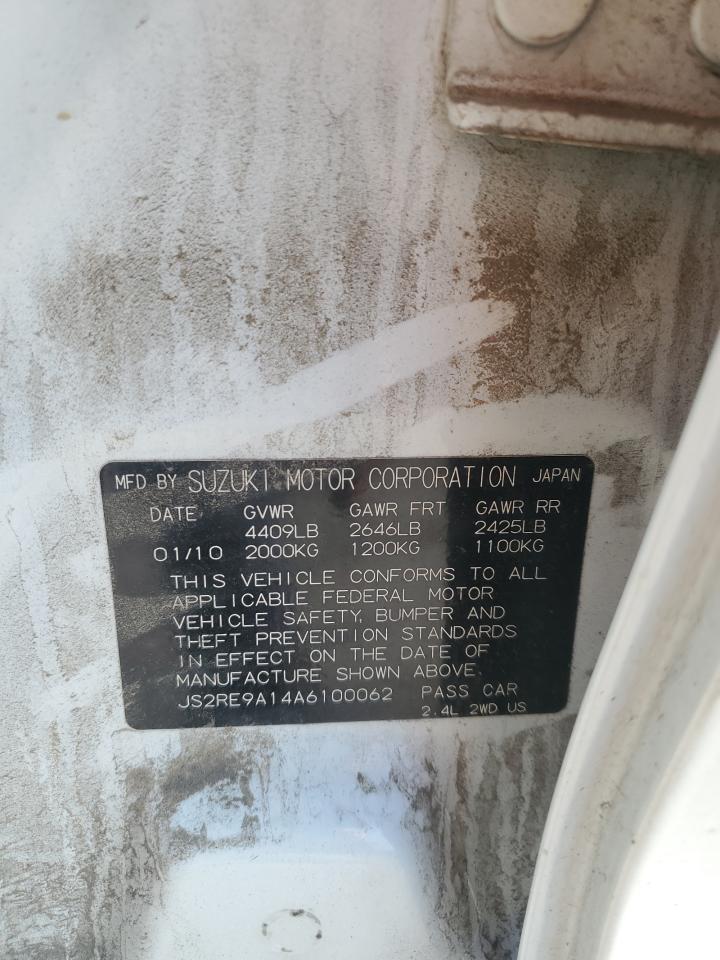 MFD BY SUZUKI MOTOR CORPORATION JAPAN
DATE GVWR GAWR FRT GAWR RR
4409LB 2646LB 2425LB
01/10 2000KG 1200KG 1100KG
THIS VEHICLE CONFORMS TO ALL
APPLICABLE FEDERAL MOTOR
VEHICLE SAFETY, BUMPER AND
THEFT PREVENTION STANDARDS
IN EFFECT ON THE DATE OF
MANUFACTURE SHOWN ABOVE.
JS2RE9A14A6100062 PASS CAR
2.4L 2WD US